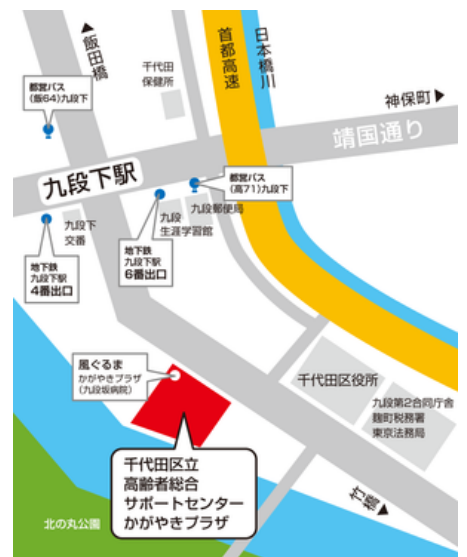 ▲飯田橋
千代田
保健所
首都高速
日本橋川
神保町▶
靖国通り
都営バス
(飯64)九段下
九段下駅
都営バス
(高71)九段下
九段郵便局
九段
生涯学習館
九段下
交番
地下鉄
九段下駅
4番出口
地下鉄
九段下駅
6番出口
風ぐるま
かがやきプラザ
(九段坂病院)
千代田区役所
九段第2合同庁舎
麹町税務署
東京法務局
千代田区立
高齢者総合
サポートセンター
かがやきプラザ
竹橋▶
北の丸公園